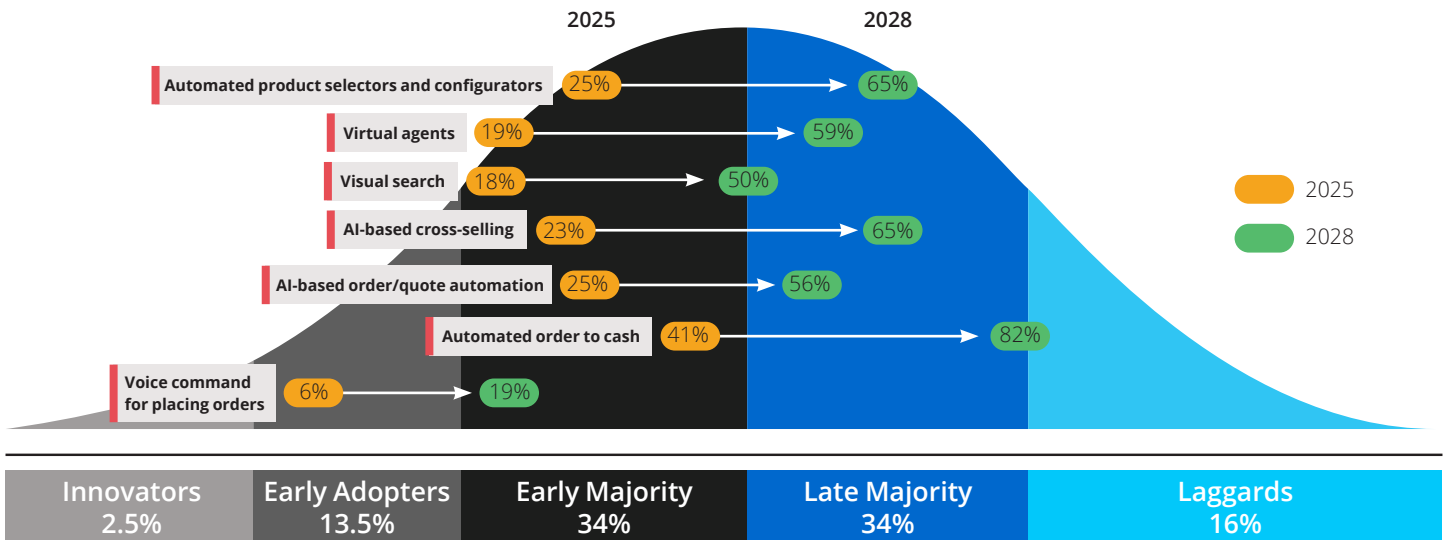 2025 2028
Automated product selectors and configurators 25% 65%
Virtual agents 19% 59%
Visual search 18% 50%
2025
AI-based cross-selling 23% 65%
2028
AI-based order/quote automation 25% 56%
Automated order to cash 41% 82%
Voice command
for placing orders 6% 19%
Innovators Early Adopters Early Majority Late Majority Laggards
2.5% 13.5% 34% 34% 16%